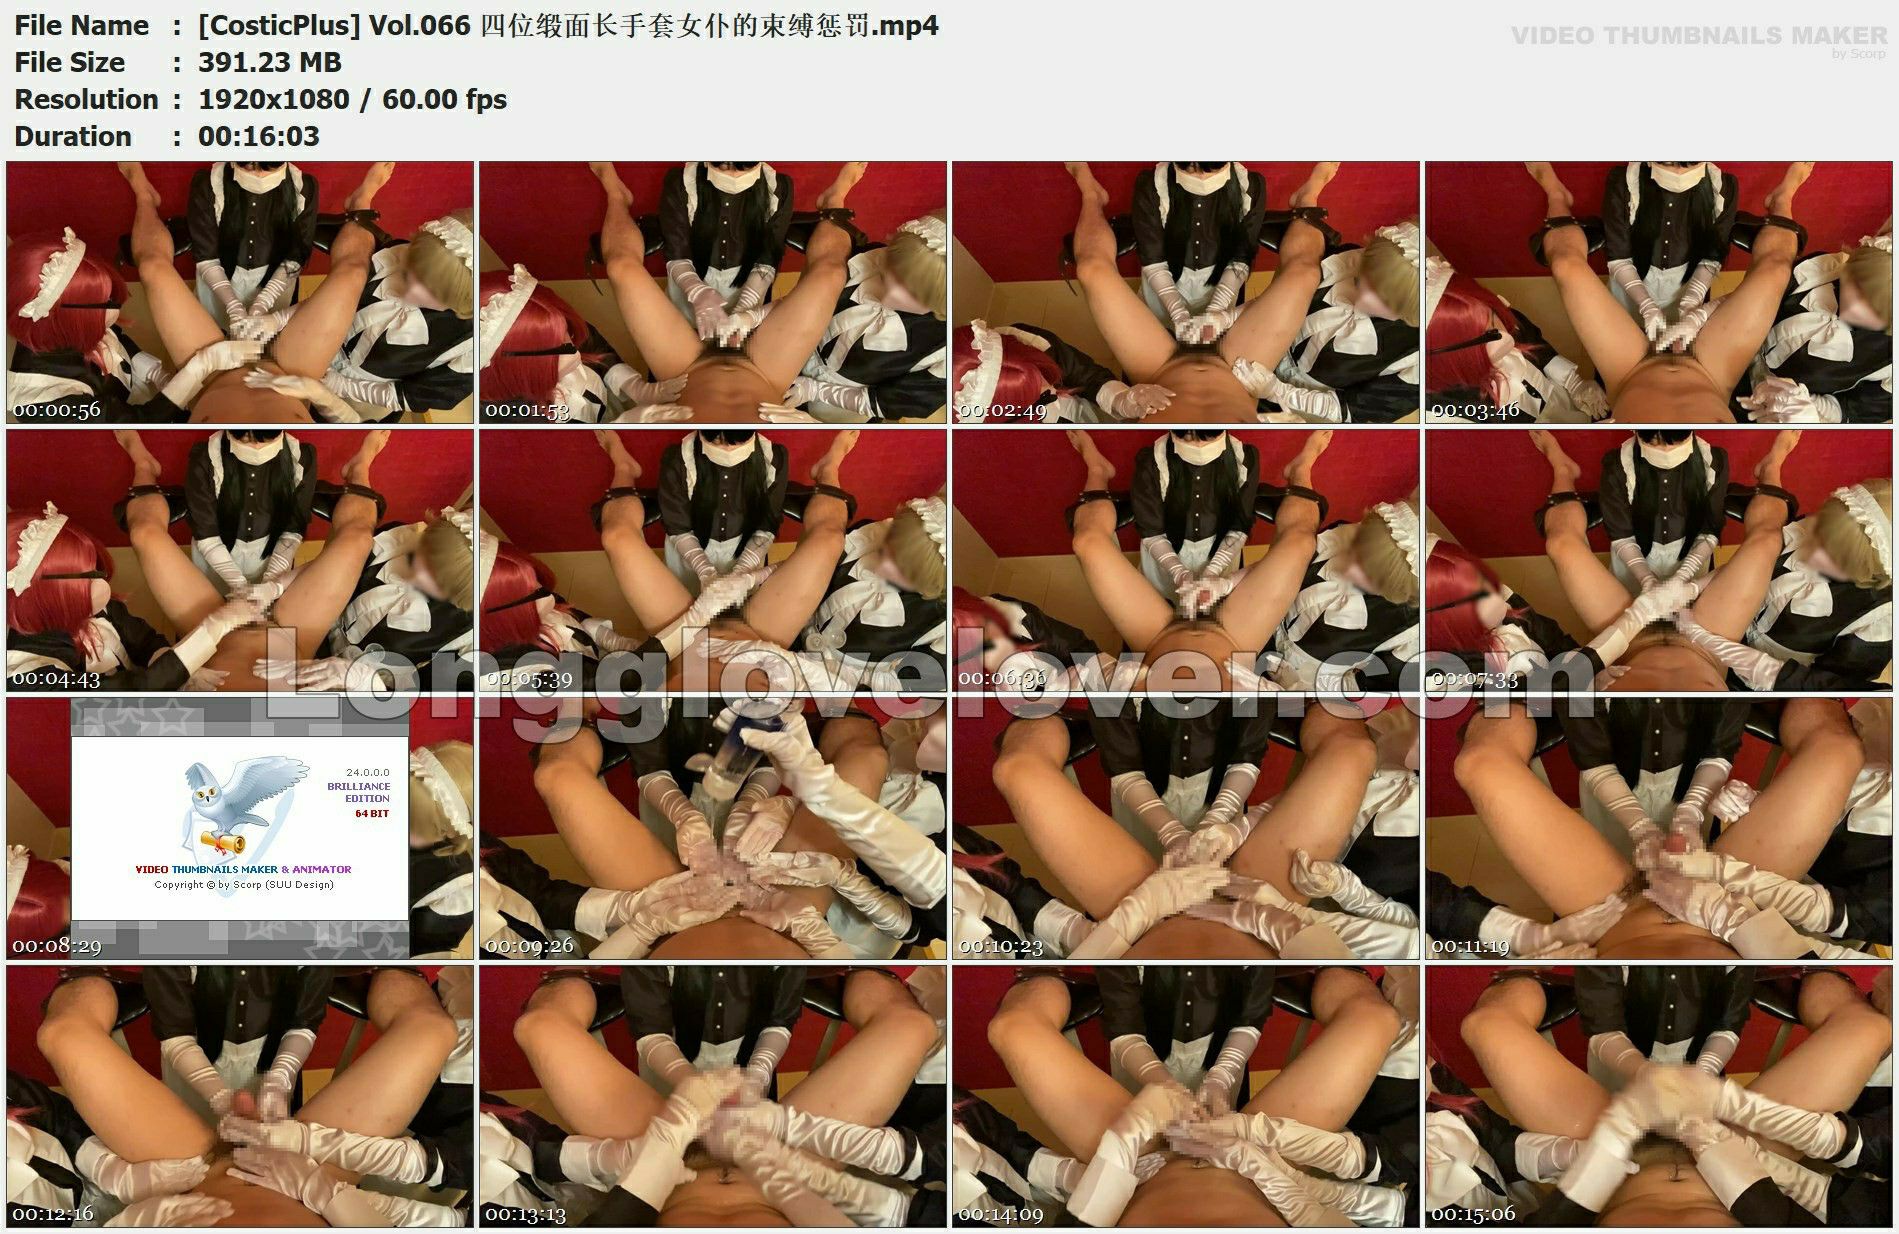 File Name : [CosticPlus] Vol.066 四位缎面长手套女仆的束缚惩罚.mp4
VIDEO THUMBNAILS MAKER
by Scorp
File Size : 391.23 MB
Resolution : 1920x1080 / 60.00 fps
Duration : 00:16:03
00:00:56
00:01:53
00:02:49
00:03:46
00:04:43
00:05:39
00:06:36
00:07:33
Longglovelover.com
24.0.0.0
BRILLIANCE
EDITION
64 BIT
VIDEO THUMBNAILS MAKER & ANIMATOR
Copyright © by Scorp (SUU Design)
00:08:29
00:09:26
00:10:23
00:11:19
00:12:16
00:13:13
00:14:09
00:15:06